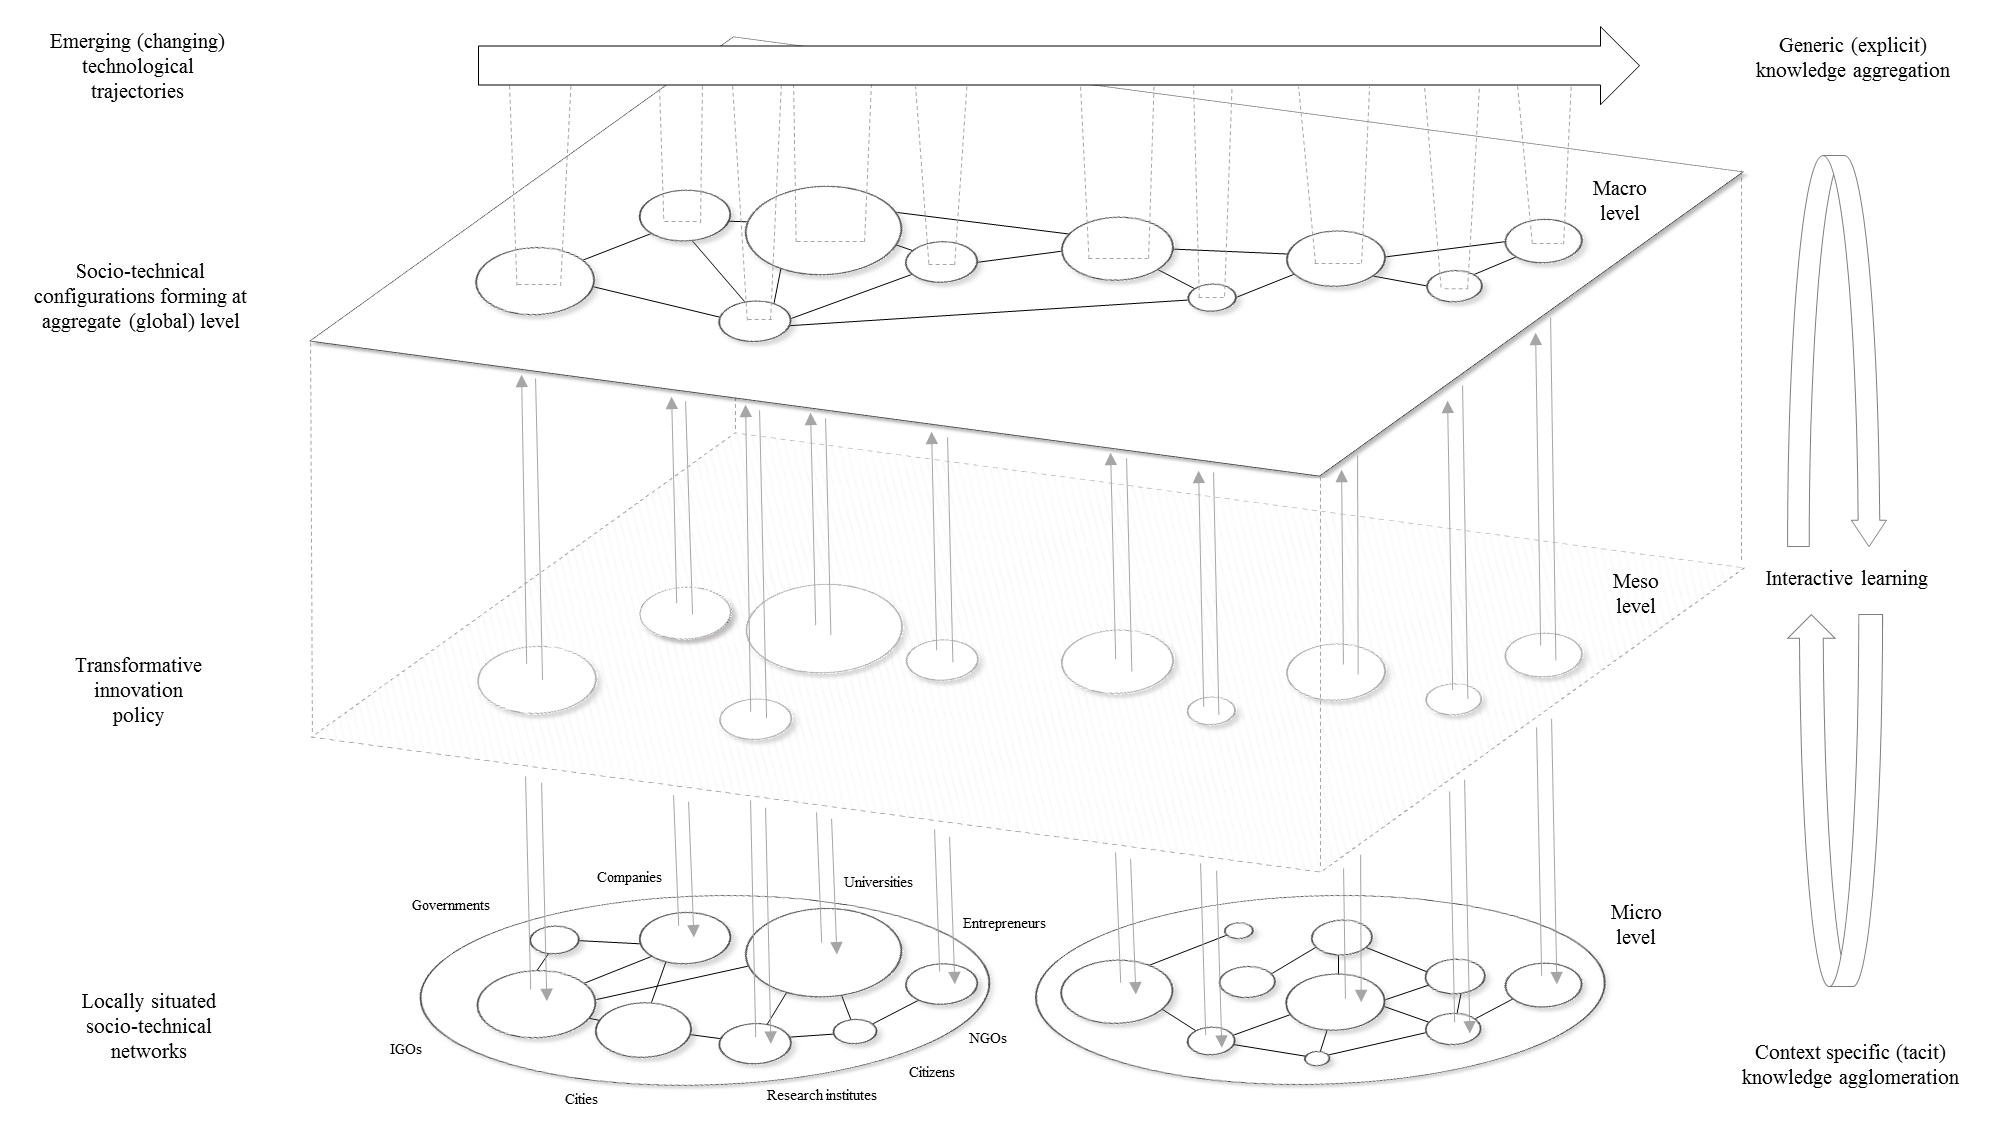 Emerging (changing)
technological
trajectories
Generic (explicit)
knowledge aggregation
Macro
level
Socio-technical
configurations forming at
aggregate (global) level
Meso
level
Interactive learning
Transformative
innovation
policy
Companies
Universities
Governments
Entrepreneurs
Micro
level
Locally situated
socio-technical
networks
IGOs
NGOs
Citizens
Cities
Research institutes
Context specific (tacit)
knowledge agglomeration